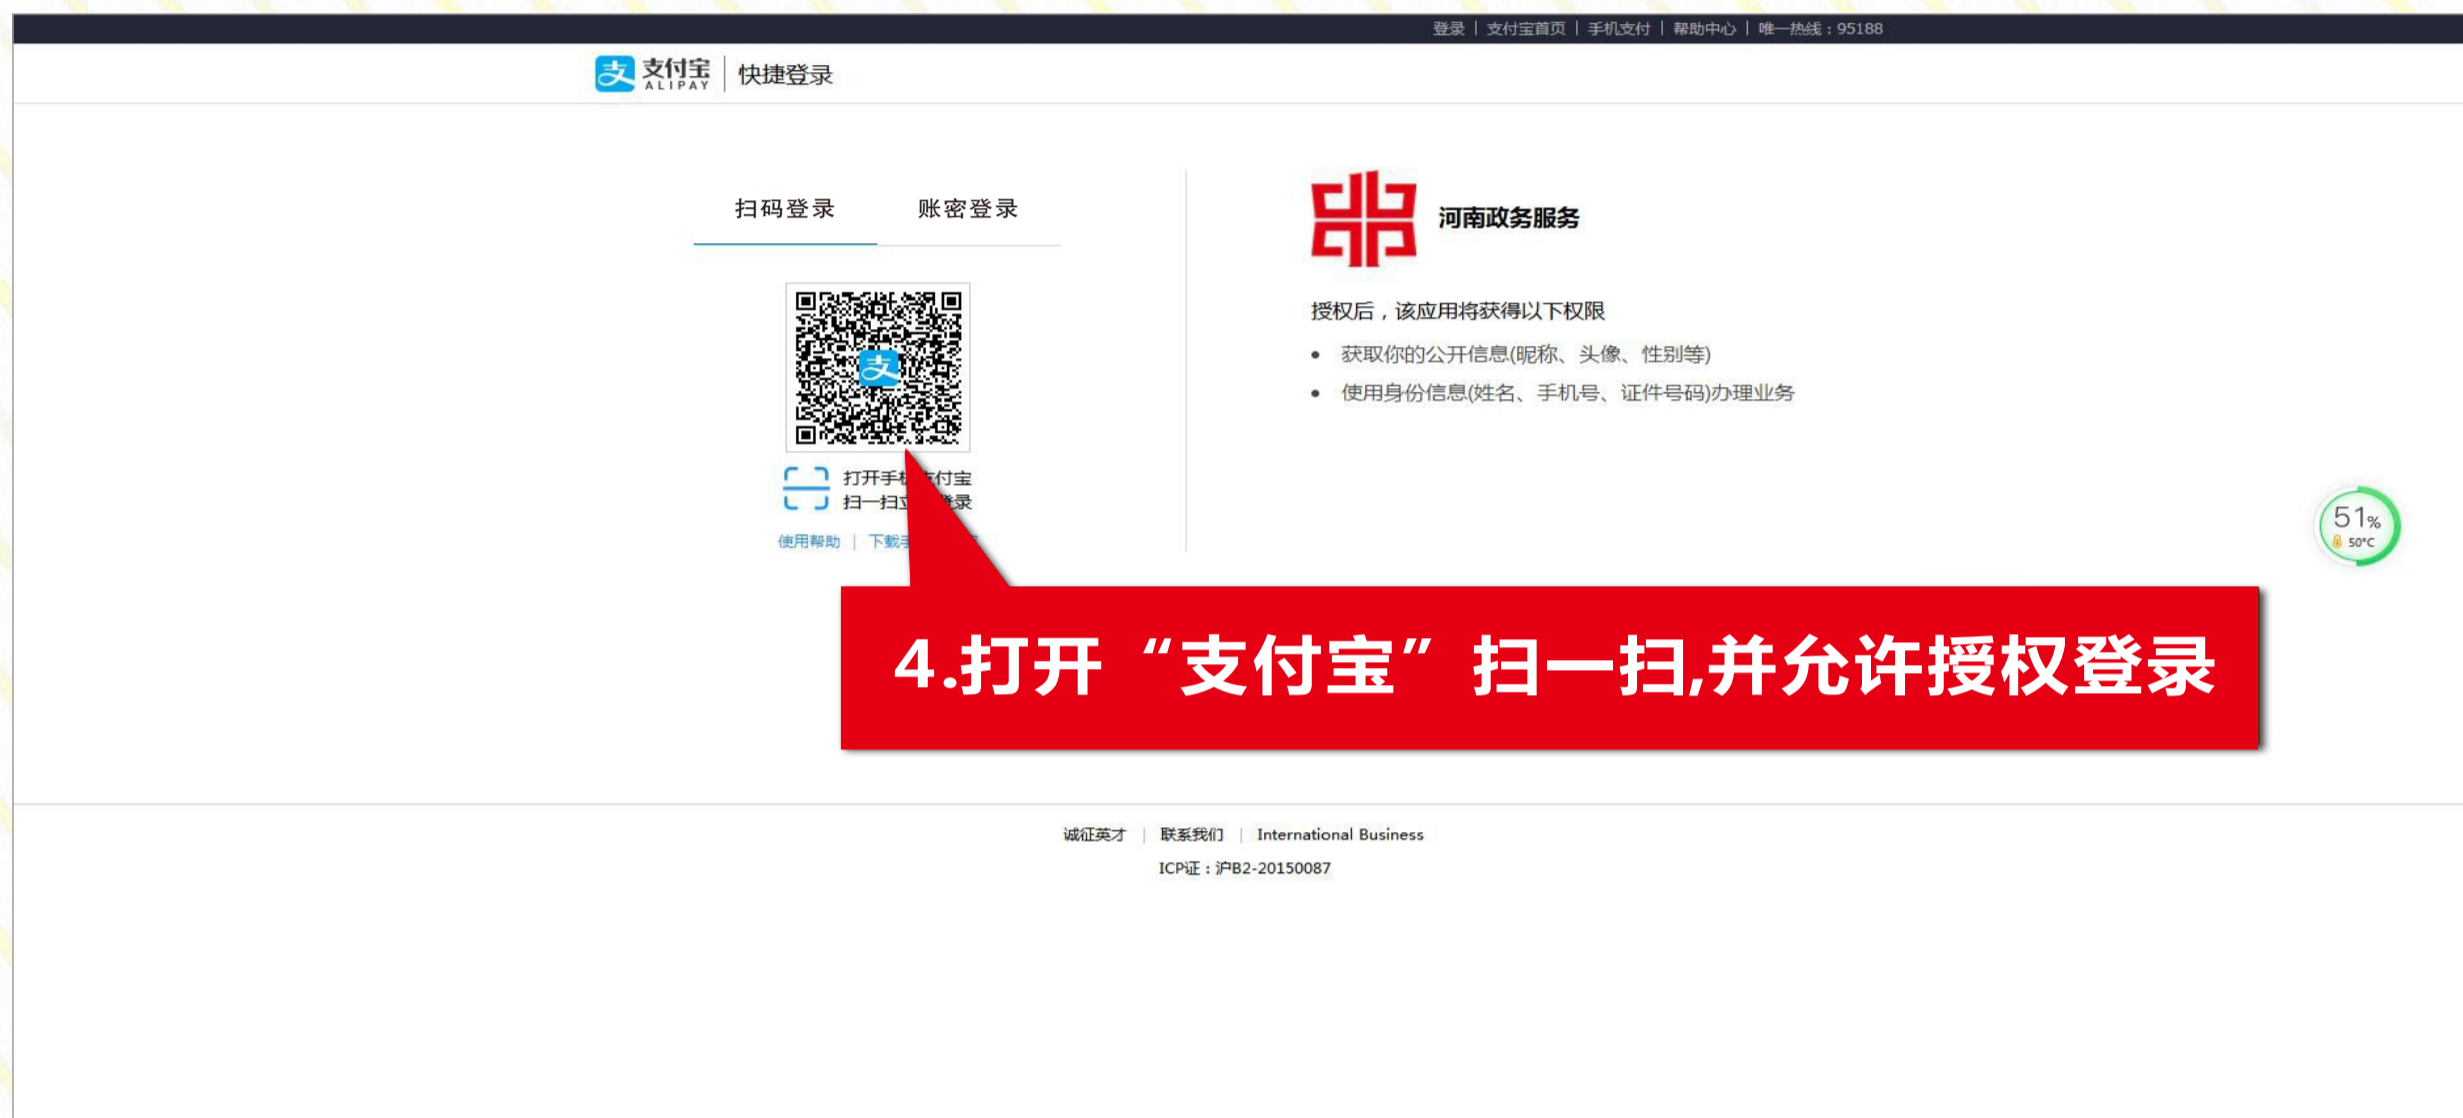 登录 | 支付宝首页 | 手机支付 | 帮助中心 | 唯一热线：95188
支 支付宝 ALIPAY | 快捷登录
扫码登录 账密登录
支
打开手机支付宝
扫一扫立 登录
使用帮助 | 下载手
河南政务服务
授权后，该应用将获得以下权限
• 获取你的公开信息(昵称、头像、性别等)
• 使用身份信息(姓名、手机号、证件号码)办理业务
51%
50°C
4.打开“支付宝”扫一扫,并允许授权登录
诚征英才 | 联系我们 | International Business
ICP证：沪B2-20150087